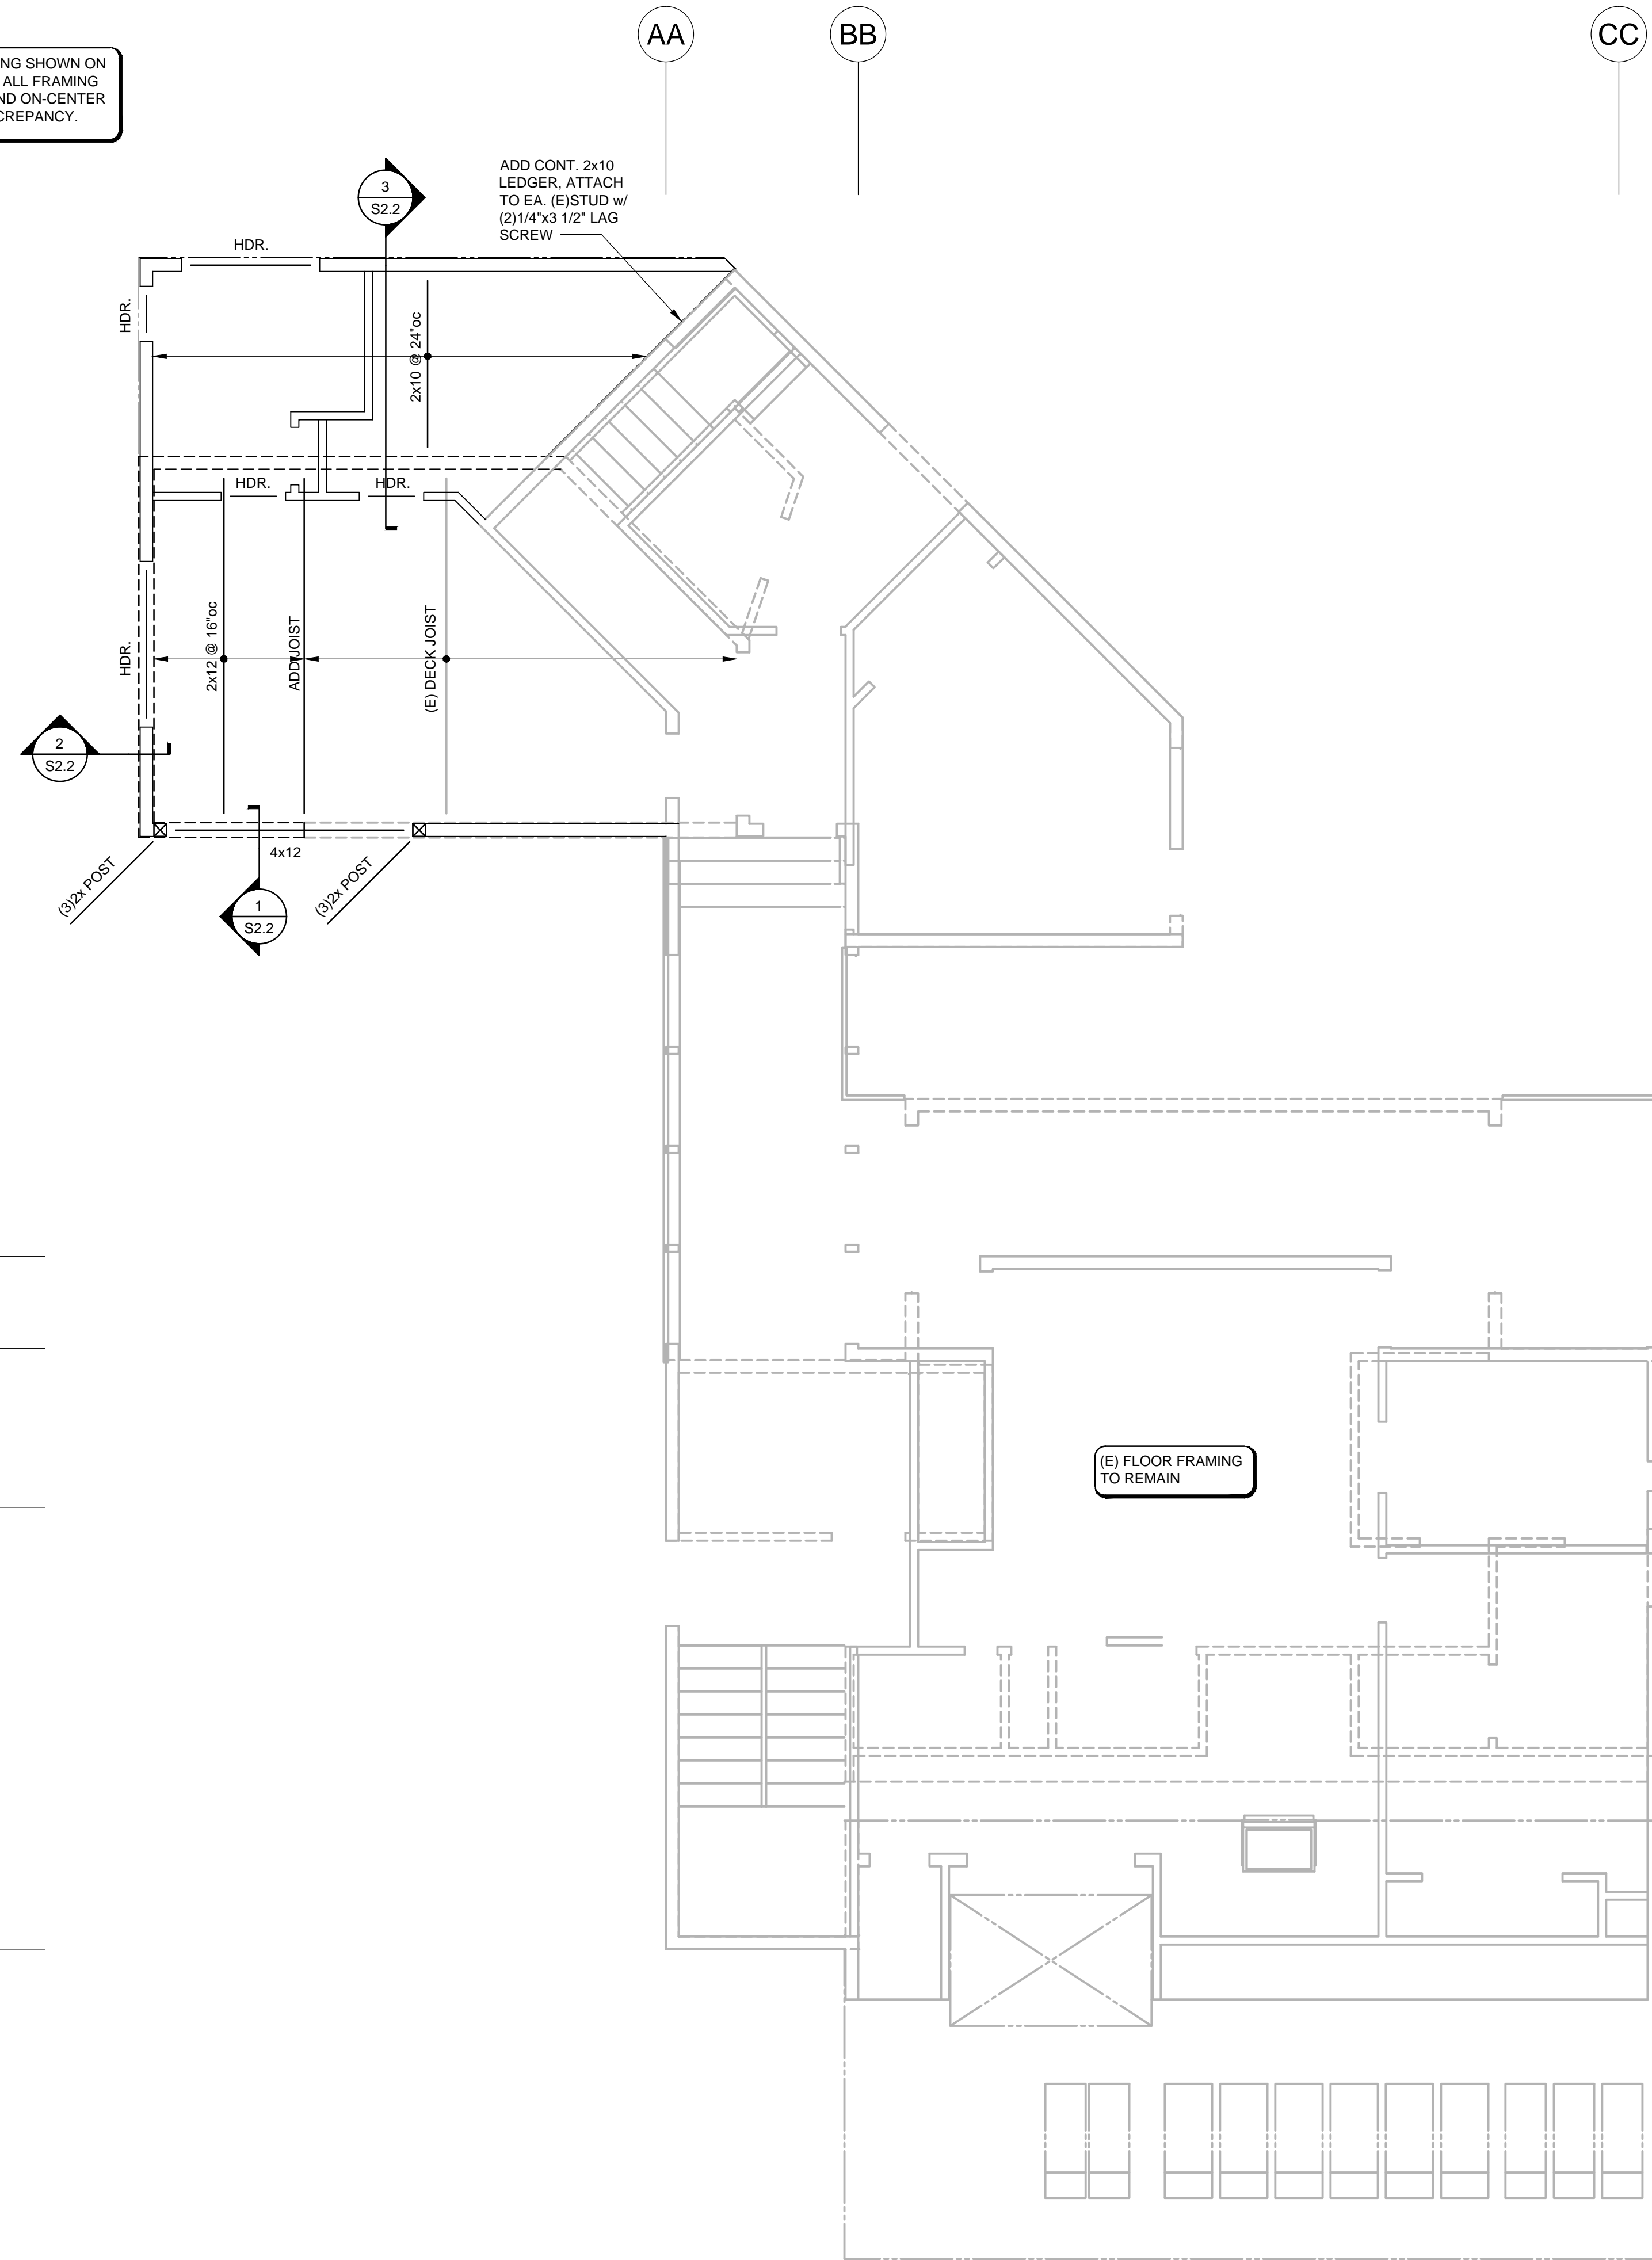 AA
BB
CC
NG SHOWN ON
ALL FRAMING
ND ON-CENTER
CREPANCY.
3
S2.2
ADD CONT. 2x10
LEDGER, ATTACH
TO EA. (E)STUD w/
(2)1/4"x3 1/2" LAG
SCREW
HDR.
HDR.
2x10 @ 24"oc
HDR.
HDR.
HDR.
2x12 @ 16"oc
ADD JOIST
(E) DECK JOIST
2
S2.2
4x12
(3)2x POST
(3)2x POST
1
S2.2
(E) FLOOR FRAMING
TO REMAIN